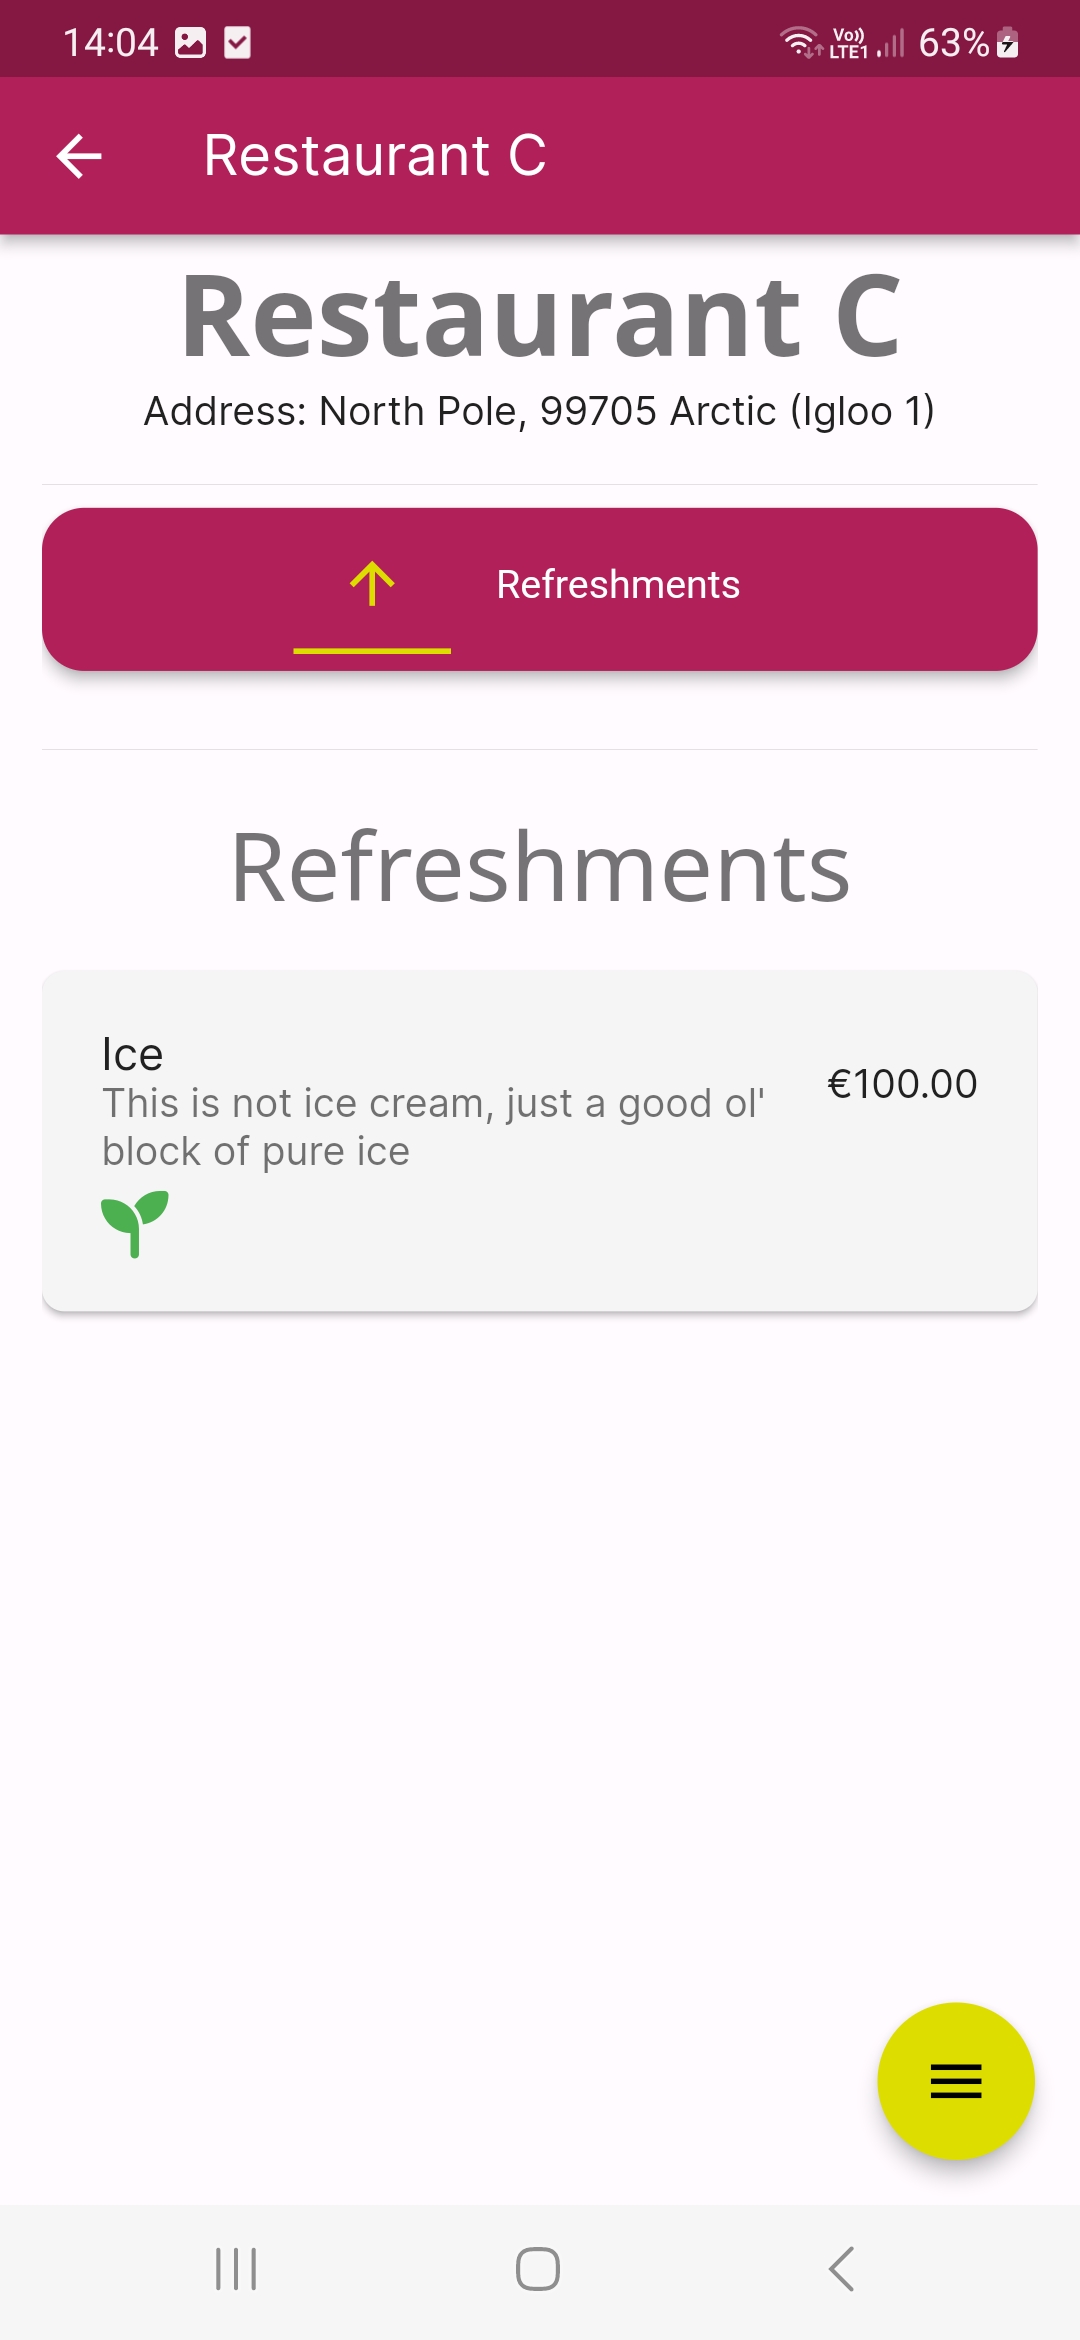 14:04 Vo)) LTE1 63%
Restaurant C
Restaurant C
Address: North Pole, 99705 Arctic (Igloo 1)
Refreshments
Refreshments
Ice
This is not ice cream, just a good ol'
block of pure ice
€100.00